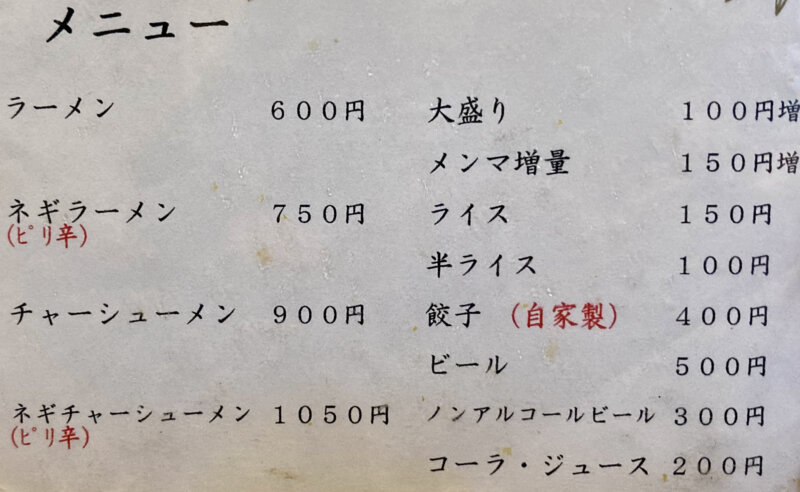 メニュー
ラーメン ６００円
ネギラーメン ７５０円
(ピリ辛)
チャーシューメン ９００円
ネギチャーシューメン １０５０円
(ピリ辛)
大盛り １００円増
メンマ増量 １５０円増
ライス １５０円
半ライス １００円
餃子 (自家製) ４００円
ビール ５００円
ノンアルコールビール ３００円
コーラ・ジュース ２００円